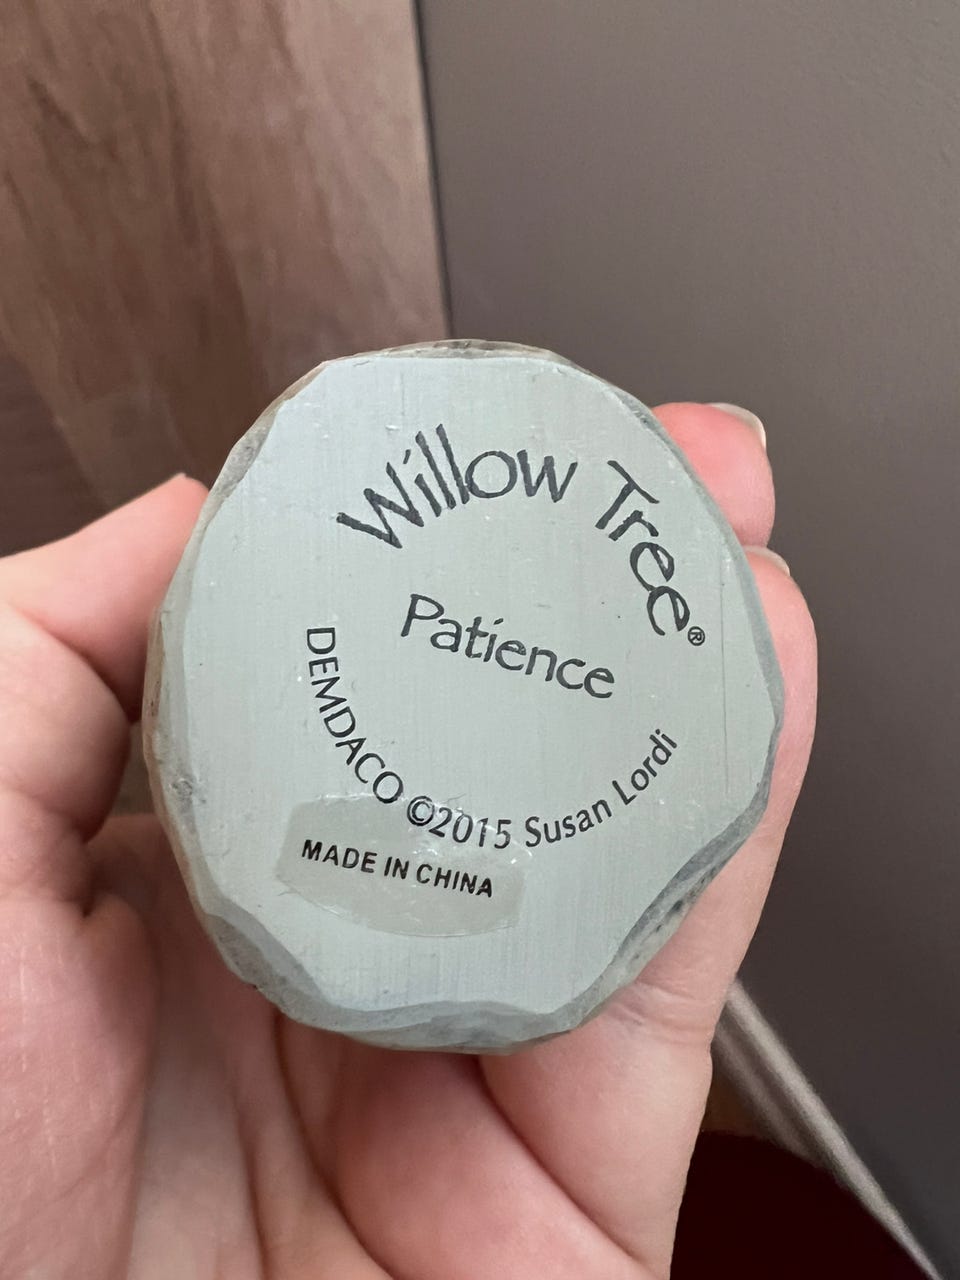 Willow Tree®
Patience
DEMDACO ©2015 Susan Lordi
MADE IN CHINA